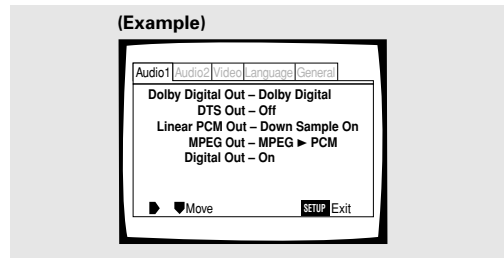 (Example)
Audio1 Audio2 Video Language General
Dolby Digital Out – Dolby Digital
DTS Out – Off
Linear PCM Out – Down Sample On
MPEG Out – MPEG ► PCM
Digital Out – On
Move SETUP Exit